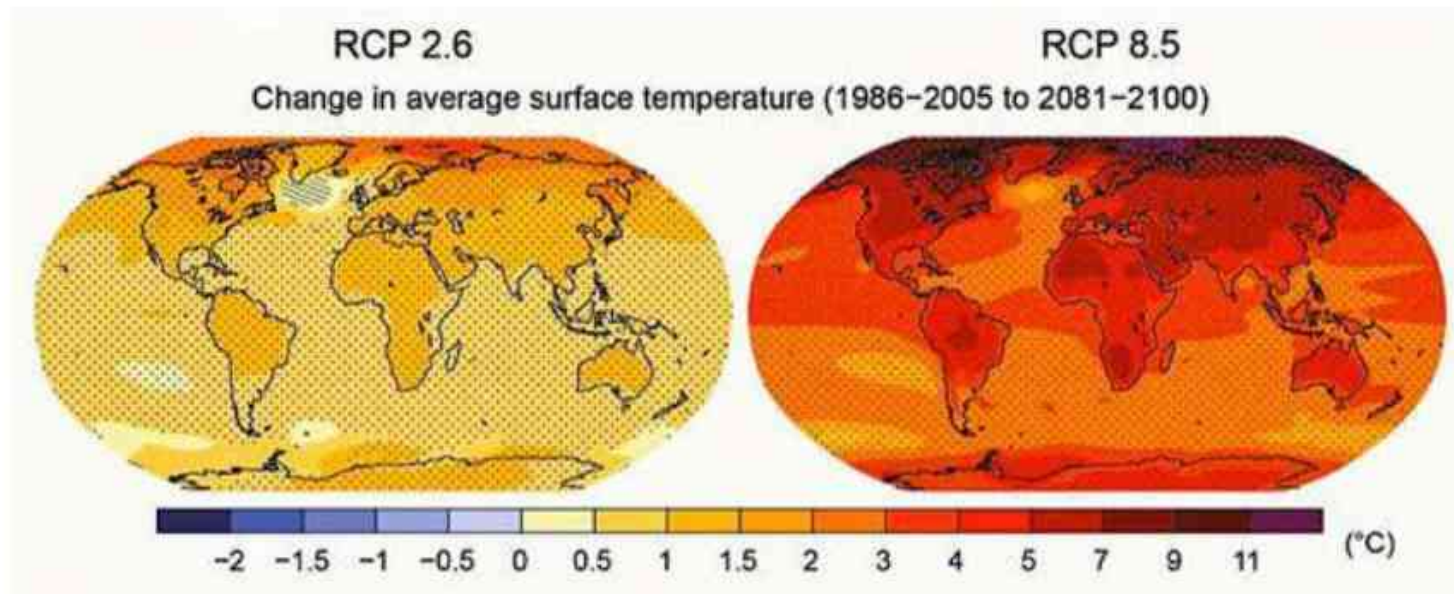 RCP 2.6 RCP 8.5
Change in average surface temperature (1986−2005 to 2081−2100)
−2 −1.5 −1 −0.5 0 0.5 1 1.5 2 3 4 5 7 9 11 (°C)